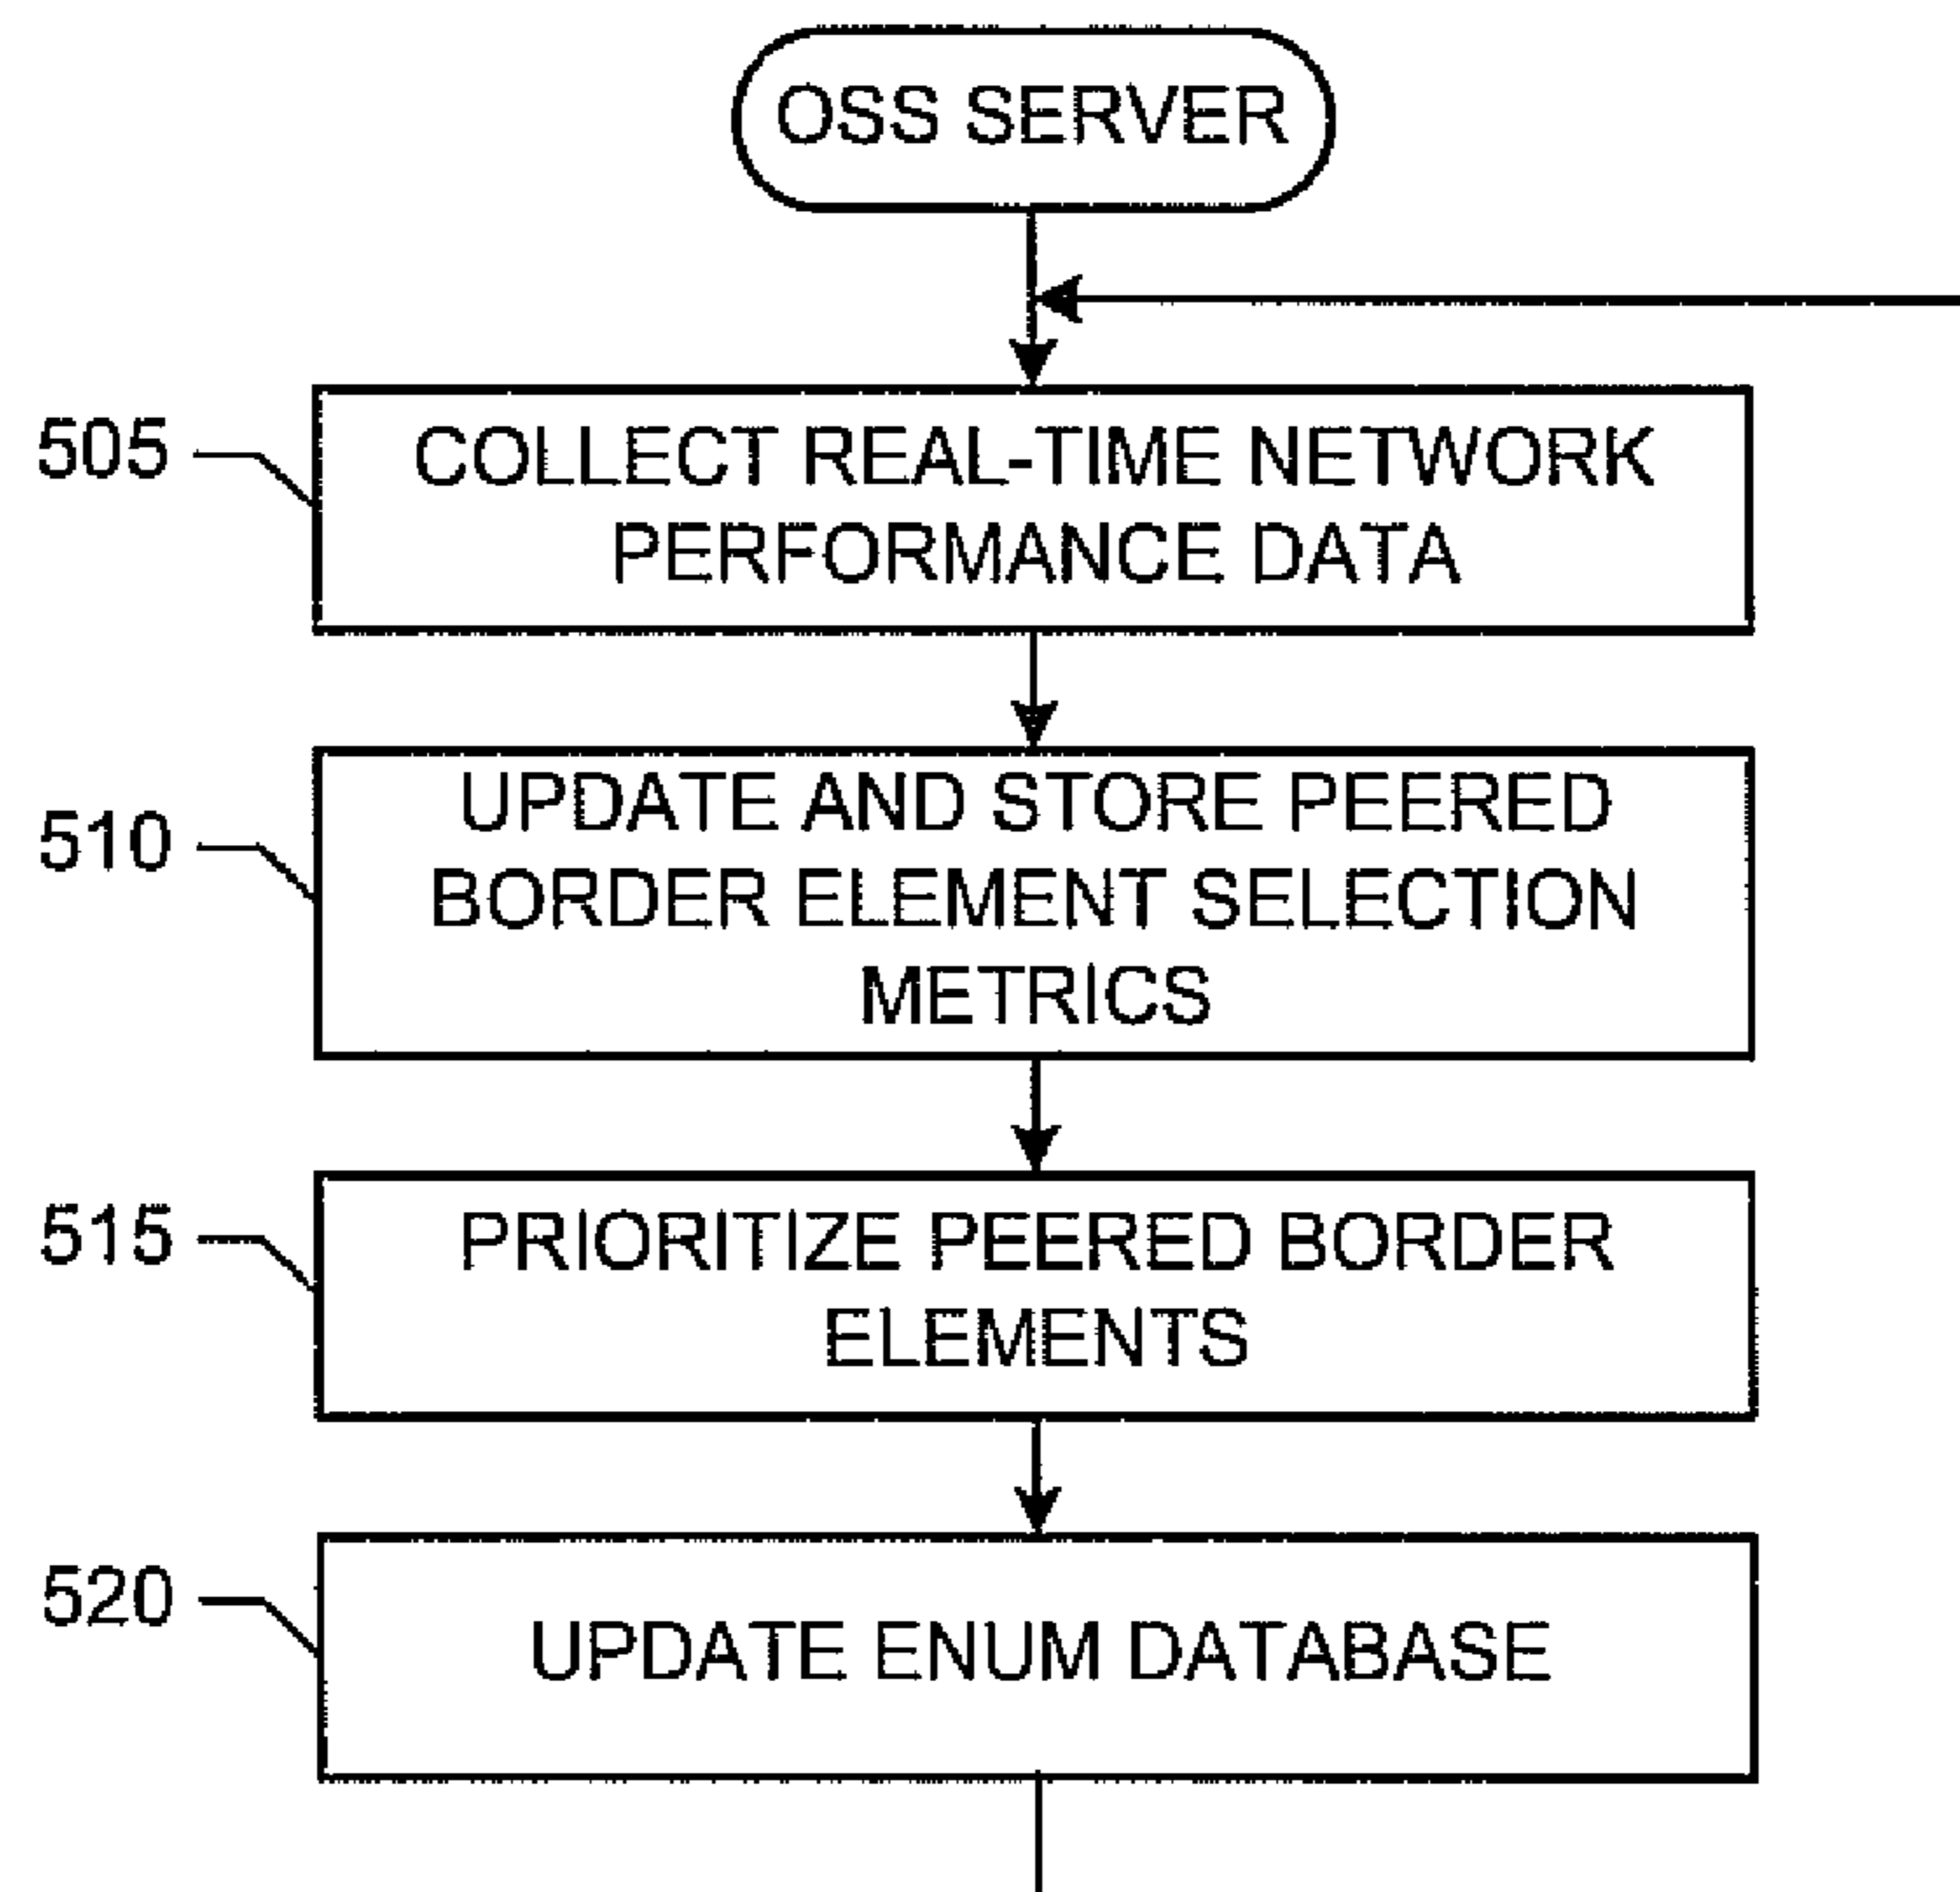 OSS SERVER
505
COLLECT REAL-TIME NETWORK
PERFORMANCE DATA
510
UPDATE AND STORE PEERED
BORDER ELEMENT SELECTION
METRICS
515
PRIORITIZE PEERED BORDER
ELEMENTS
520
UPDATE ENUM DATABASE